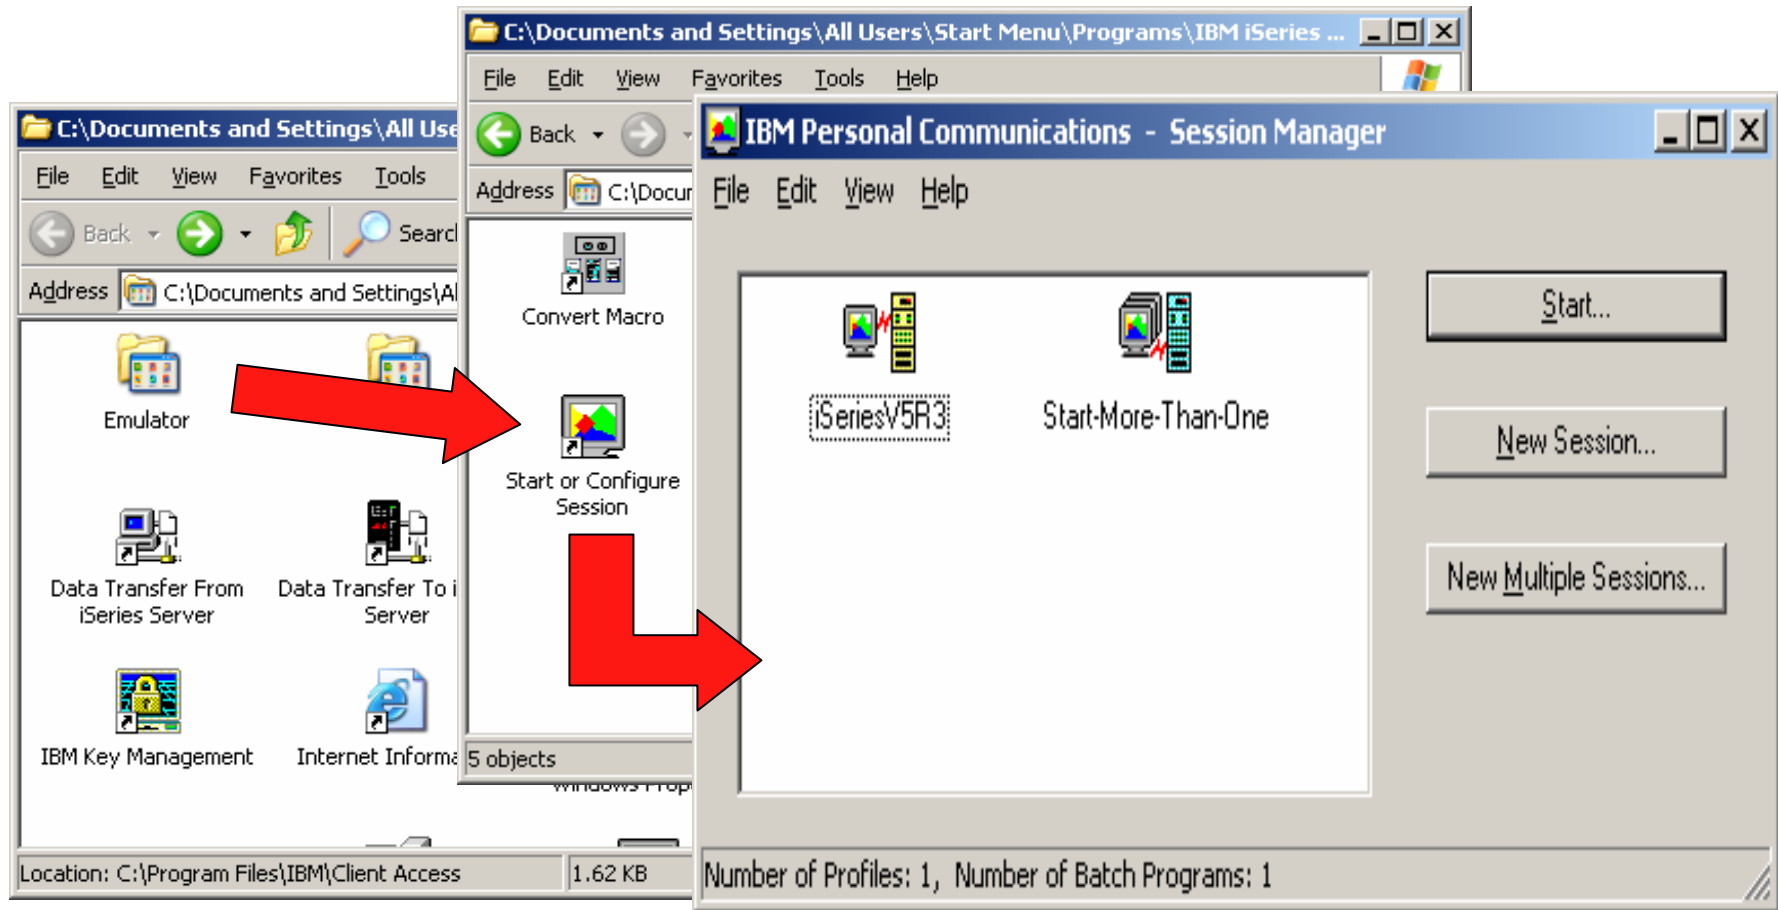 C:\Documents and Settings\All Users\Start Menu\Programs\IBM iSeries ...
File Edit View Favorites Tools Help
Back
Address C:\Docu
Convert Macro
Start or Configure
Session
5 objects
C:\Documents and Settings\All Use
File Edit View Favorites Tools
Back Searc
Address C:\Documents and Settings\Al
Emulator
Data Transfer From
iSeries Server
Data Transfer To i
Server
IBM Key Management
Internet Informa
Windows Prop
Location: C:\Program Files\IBM\Client Access
1.62 KB
IBM Personal Communications - Session Manager
File Edit View Help
iSeriesV5R3
Start-More-Than-One
Start...
New Session...
New Multiple Sessions...
Number of Profiles: 1, Number of Batch Programs: 1